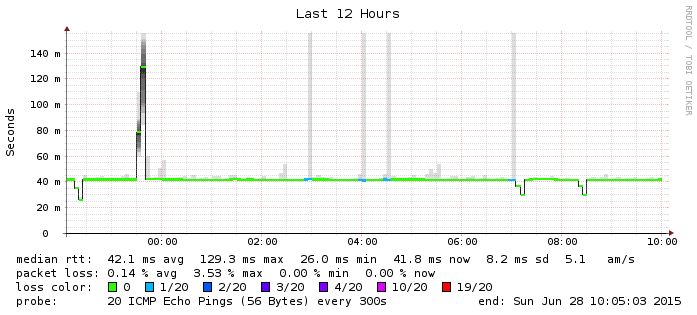 Last 12 Hours
RRDTOOL / TOBI OETIKER
Seconds
140 m
120 m
100 m
80 m
60 m
40 m
20 m
0
00:00 02:00 04:00 06:00 08:00 10:00
median rtt: 42.1 ms avg 129.3 ms max 26.0 ms min 41.8 ms now 8.2 ms sd 5.1 am/s
packet loss: 0.14 % avg 3.53 % max 0.00 % min 0.00 % now
loss color: 0 1/20 2/20 3/20 4/20 10/20 19/20
probe: 20 ICMP Echo Pings (56 Bytes) every 300s end: Sun Jun 28 10:05:03 2015